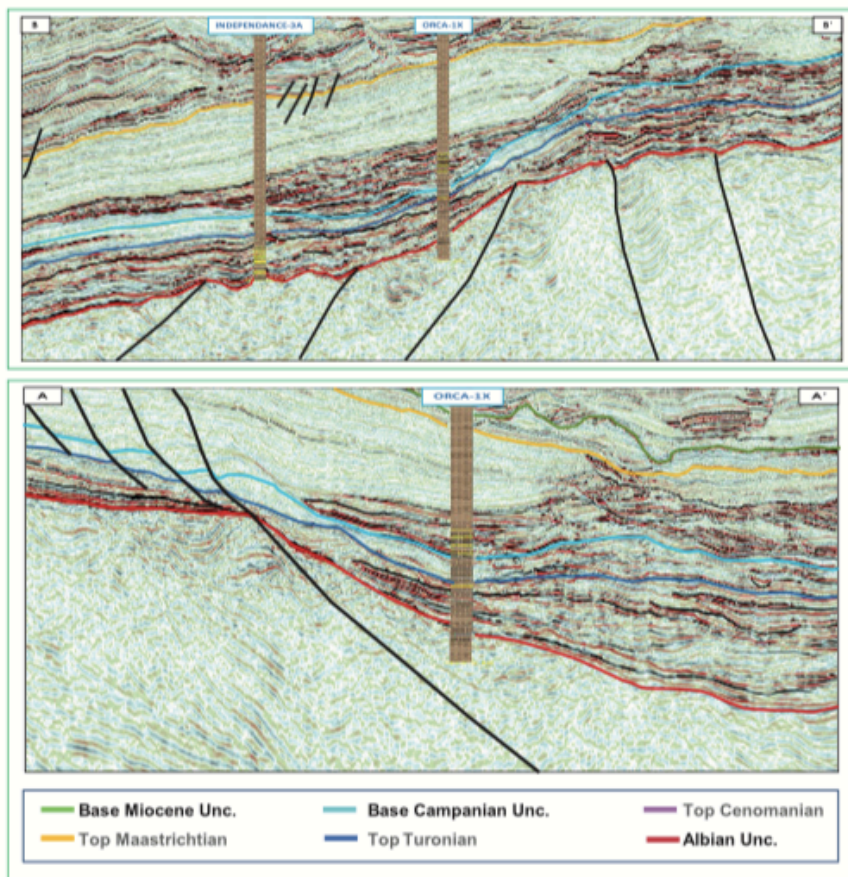 B
INDEPENDANCE-3A
ORCA-1X
B'
A
ORCA-1X
A'
Base Miocene Unc.
Base Campanian Unc.
Top Cenomanian
Top Maastrichtian
Top Turonian
Albian Unc.